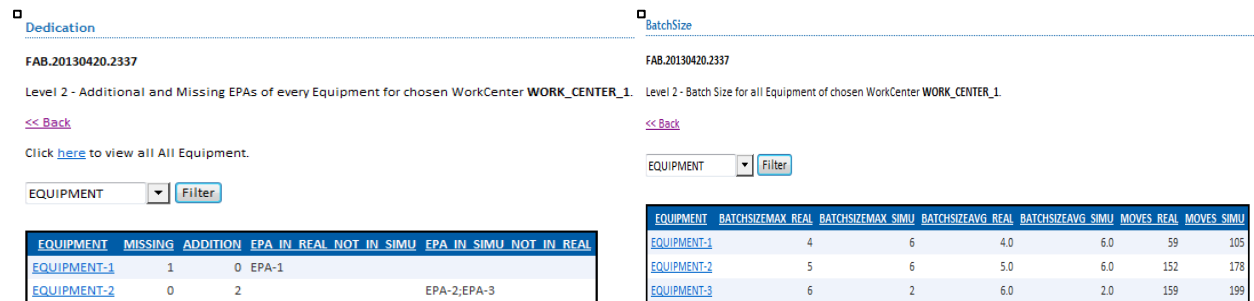 Dedication
FAB.20130420.2337
Level 2 - Additional and Missing EPAs of every Equipment for chosen WorkCenter WORK_CENTER_1.
<< Back
Click here to view all All Equipment.
EQUIPMENT Filter
EQUIPMENT MISSING ADDITION EPA_IN_REAL_NOT_IN_SIMU EPA_IN_SIMU_NOT_IN_REAL
EQUIPMENT-1 1 0 EPA-1
EQUIPMENT-2 0 2 EPA-2;EPA-3
BatchSize
FAB.20130420.2337
Level 2 - Batch Size for all Equipment of chosen WorkCenter WORK_CENTER_1.
<< Back
EQUIPMENT Filter
EQUIPMENT BATCHSIZEMAX_REAL BATCHSIZEMAX_SIMU BATCHSIZEAVG_REAL BATCHSIZEAVG_SIMU MOVES_REAL MOVES_SIMU
EQUIPMENT-1 4 6 4.0 6.0 59 105
EQUIPMENT-2 5 6 5.0 6.0 152 178
EQUIPMENT-3 6 2 6.0 2.0 159 199